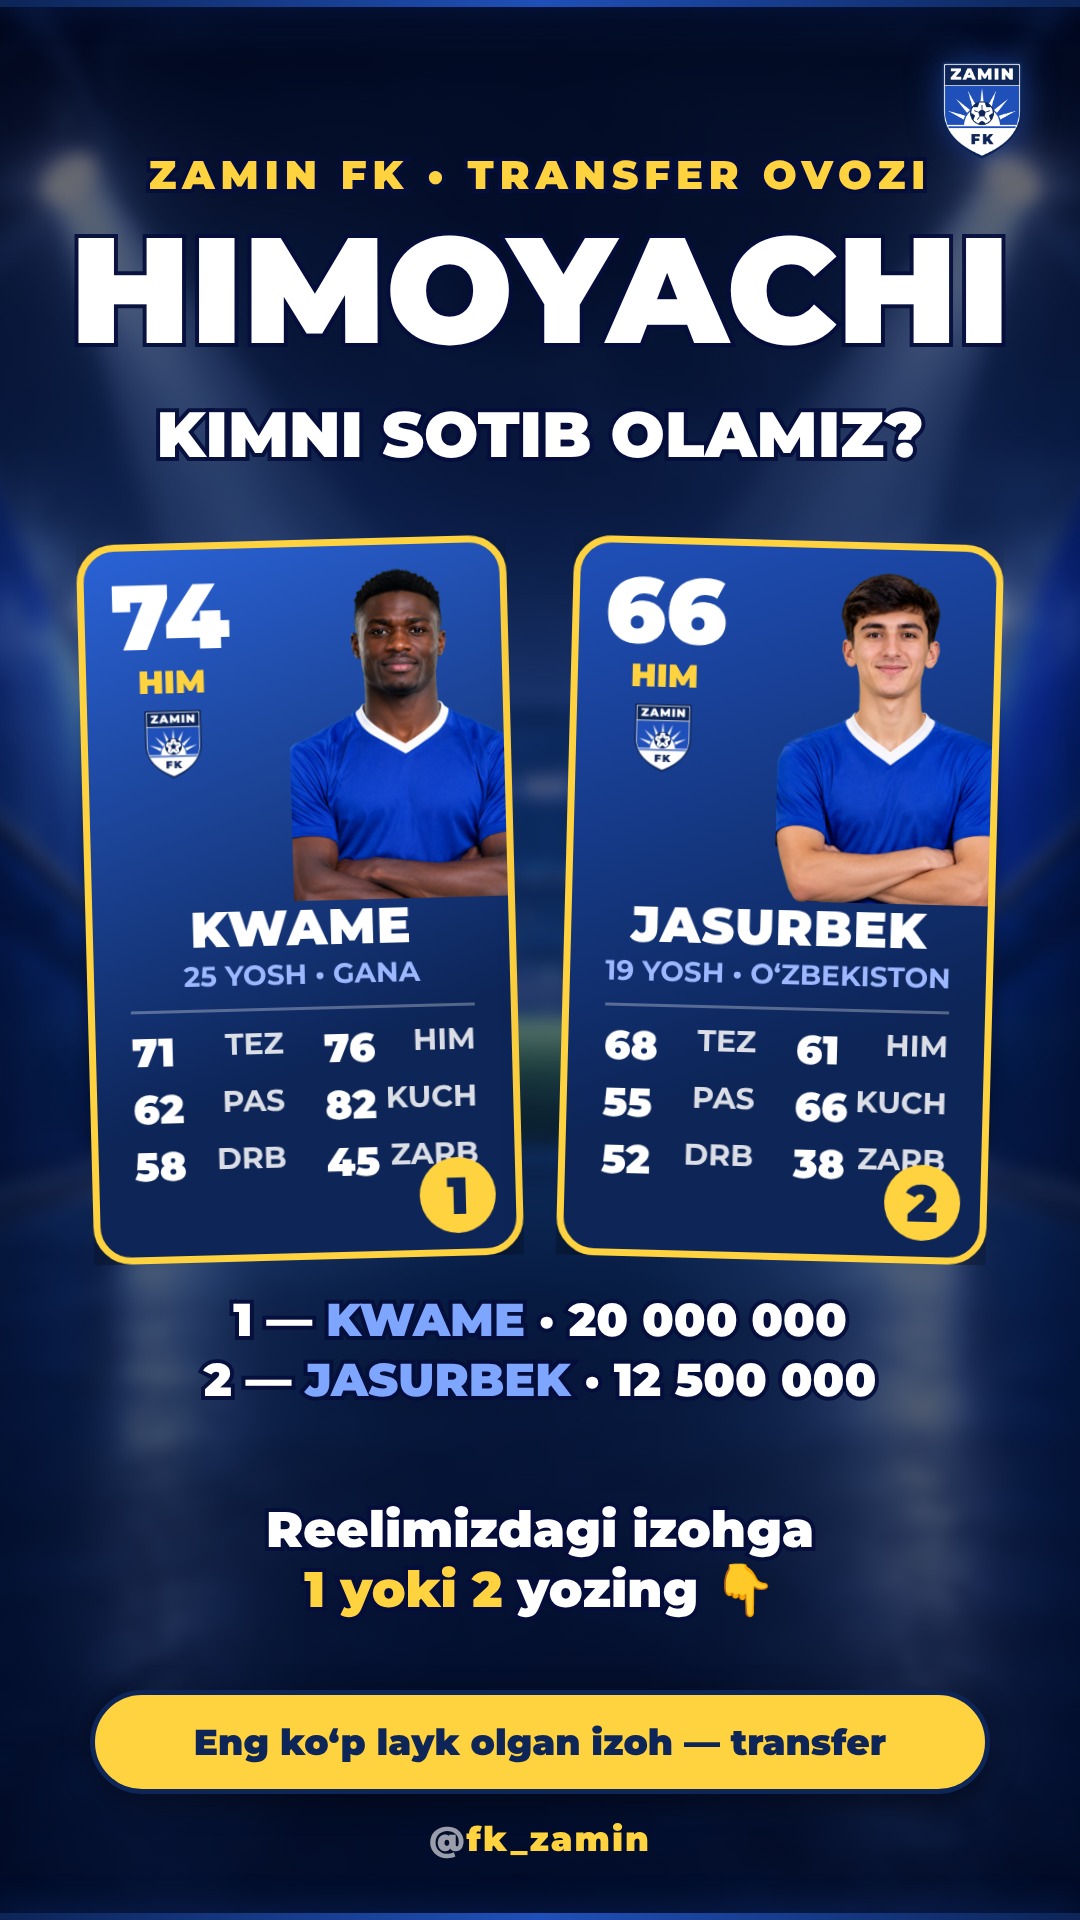 ZAMIN
FK
ZAMIN FK • TRANSFER OVOZI
HIMOYACHI
KIMNI SOTIB OLAMIZ?
74
HIM
ZAMIN
FK
KWAME
25 YOSH • GANA
71 TEZ 76 HIM
62 PAS 82 KUCH
58 DRB 45 ZARB
1
66
HIM
ZAMIN
FK
JASURBEK
19 YOSH • O‘ZBEKISTON
68 TEZ 61 HIM
55 PAS 66 KUCH
52 DRB 38 ZARB
2
1 — KWAME • 20 000 000
2 — JASURBEK • 12 500 000
Reelimizdagi izohga
1 yoki 2 yozing 👇
Eng ko‘p layk olgan izoh — transfer
@fk_zamin